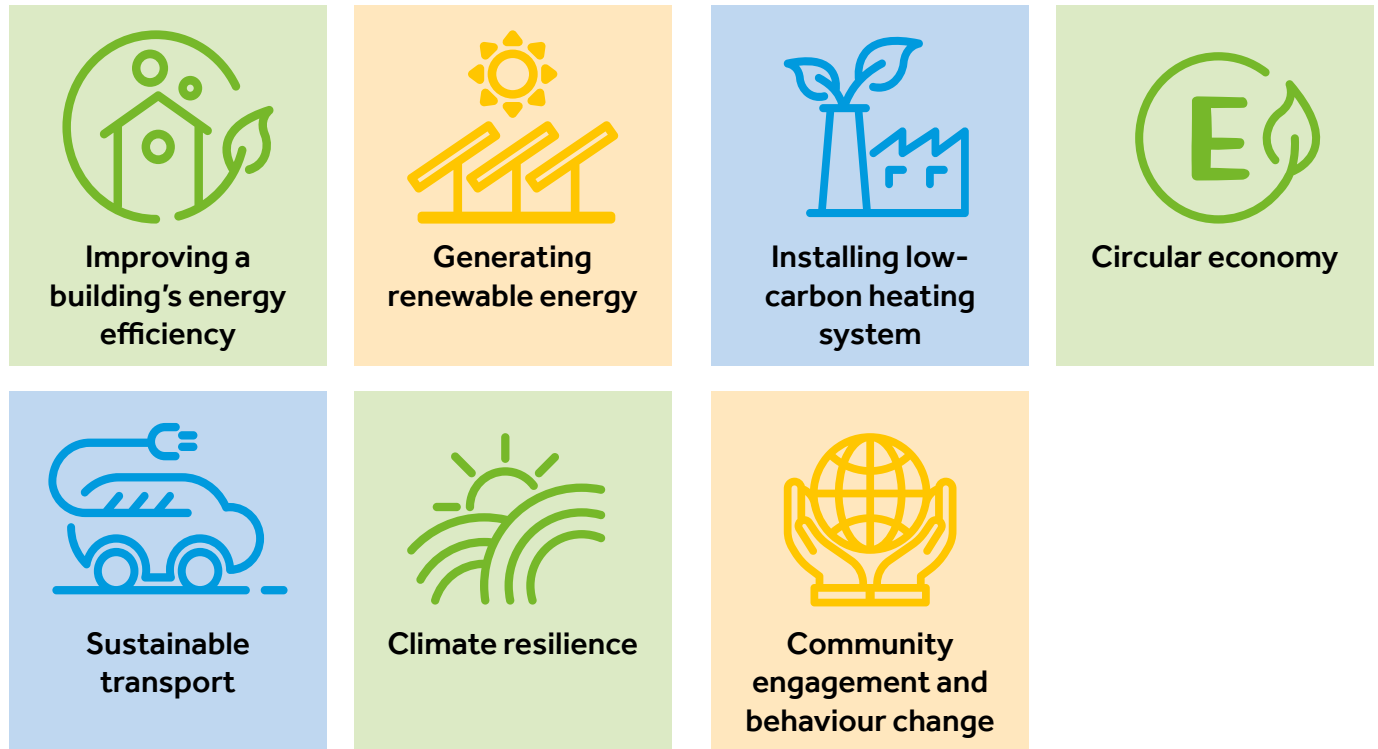 Improving a
building's energy
efficiency
Generating
renewable energy
Installing low-
carbon heating
system
E
Circular economy
Sustainable
transport
Climate resilience
Community
engagement and
behaviour change